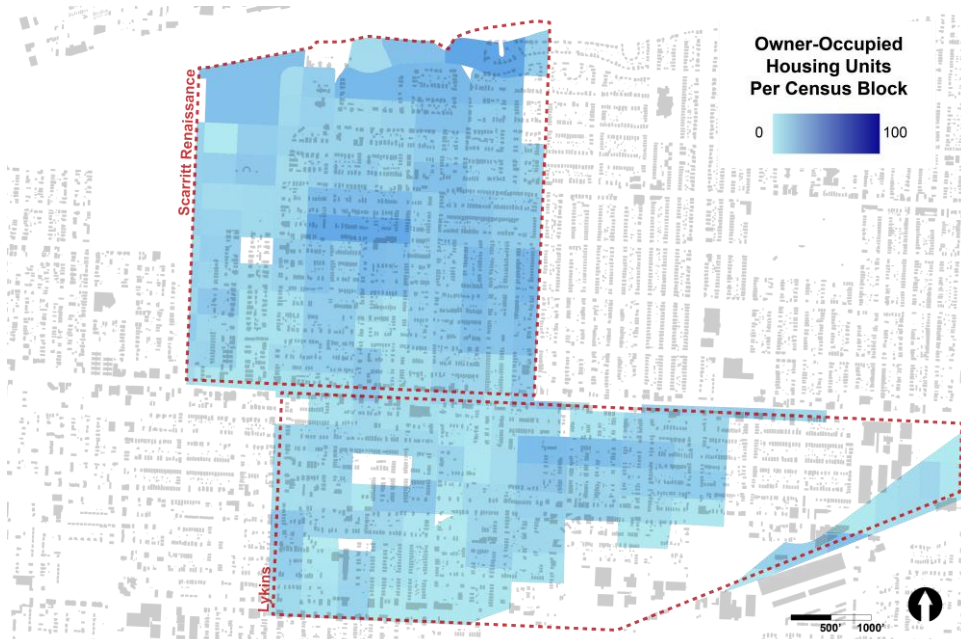 Owner-Occupied
Housing Units
Per Census Block
0
100
Scarritt Renaissance
Lykins
500'
1000'